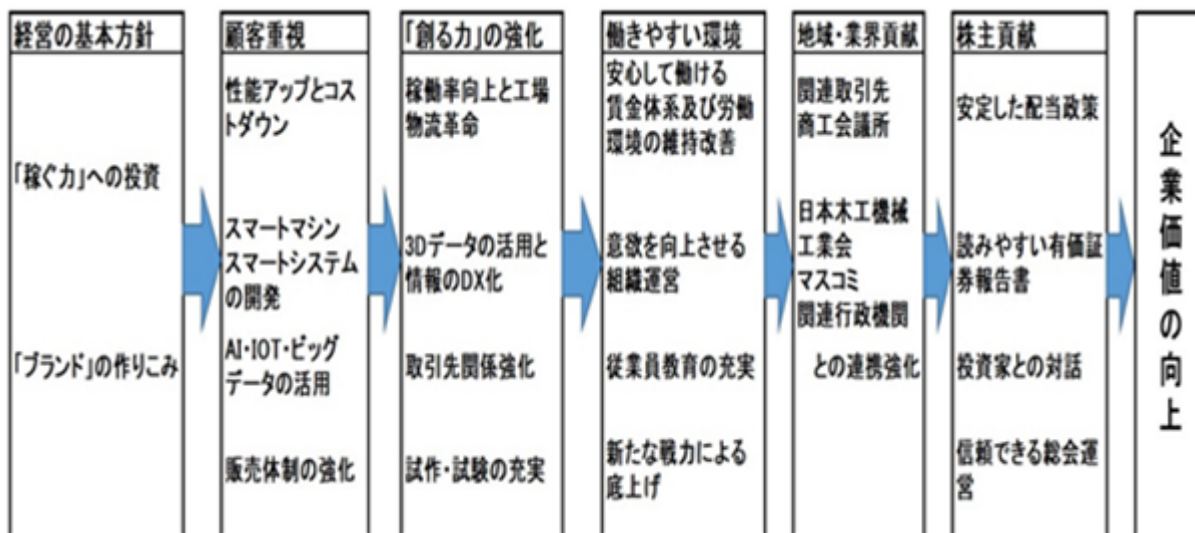 経営の基本方針
「稼ぐ力」への投資
「ブランド」の作りこみ
顧客重視
性能アップとコス
トダウン
スマートマシン
スマートシステム
の開発
AI・IOT・ビッグ
データの活用
販売体制の強化
「創る力」の強化
稼働率向上と工場
物流革命
3Dデータの活用と
情報のDX化
取引先関係強化
試作・試験の充実
働きやすい環境
安心して働ける
賃金体系及び労働
環境の維持改善
意欲を向上させる
組織運営
従業員教育の充実
新たな戦力による
底上げ
地域・業界貢献
関連取引先
商工会議所
日本木工機械
工業会
マスコミ
関連行政機関
との連携強化
株主貢献
安定した配当政策
読みやすい有価証
券報告書
投資家との対話
信頼できる総会運
営
企業価値の向上